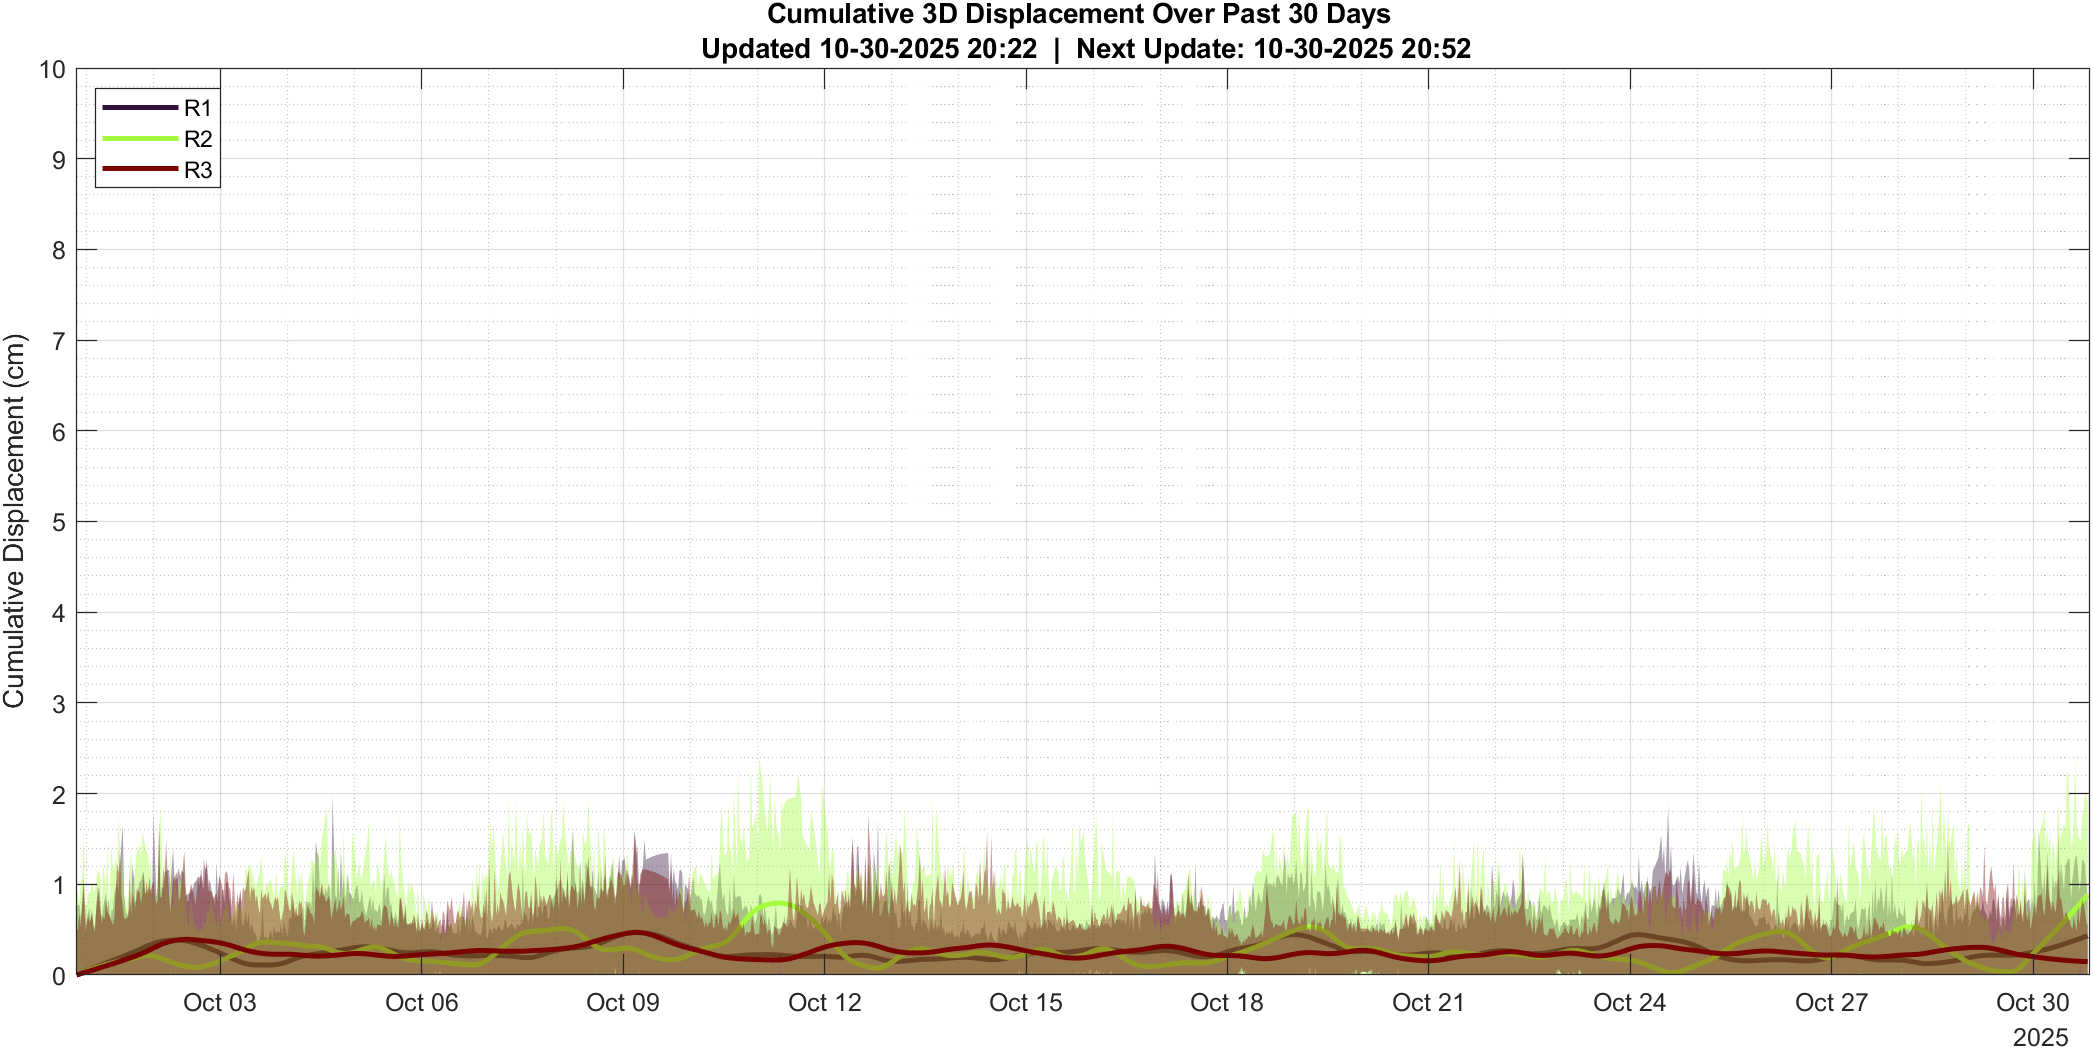 Cumulative 3D Displacement Over Past 30 Days
Updated 10-30-2025 20:22 | Next Update: 10-30-2025 20:52
Cumulative Displacement (cm)
10
9
8
7
6
5
4
3
2
1
0
R1
R2
R3
Oct 03
Oct 06
Oct 09
Oct 12
Oct 15
Oct 18
Oct 21
Oct 24
Oct 27
Oct 30
2025